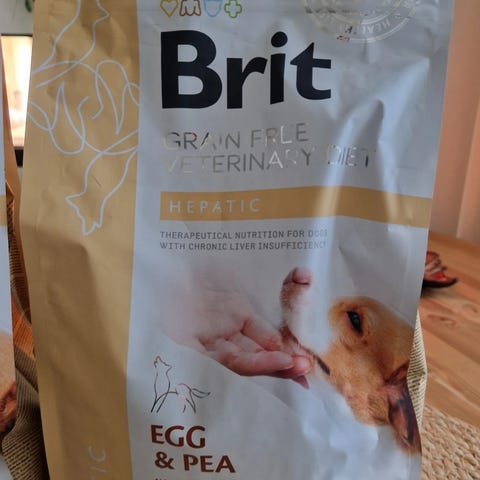 Brit
GRAIN FREE
VETERINARY DIET
HEPATIC
THERAPEUTICAL NUTRITION FOR DOGS
WITH CHRONIC LIVER INSUFFICIENCY
EGG
& PEA